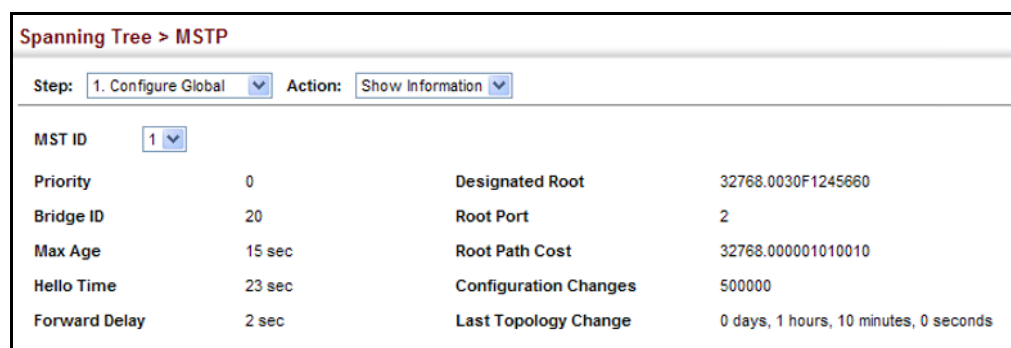 Spanning Tree > MSTP
Step: 1. Configure Global Action: Show Information
MST ID 1
Priority 0 Designated Root 32768.0030F1245660
Bridge ID 20 Root Port 2
Max Age 15 sec Root Path Cost 32768.000001010010
Hello Time 23 sec Configuration Changes 500000
Forward Delay 2 sec Last Topology Change 0 days, 1 hours, 10 minutes, 0 seconds